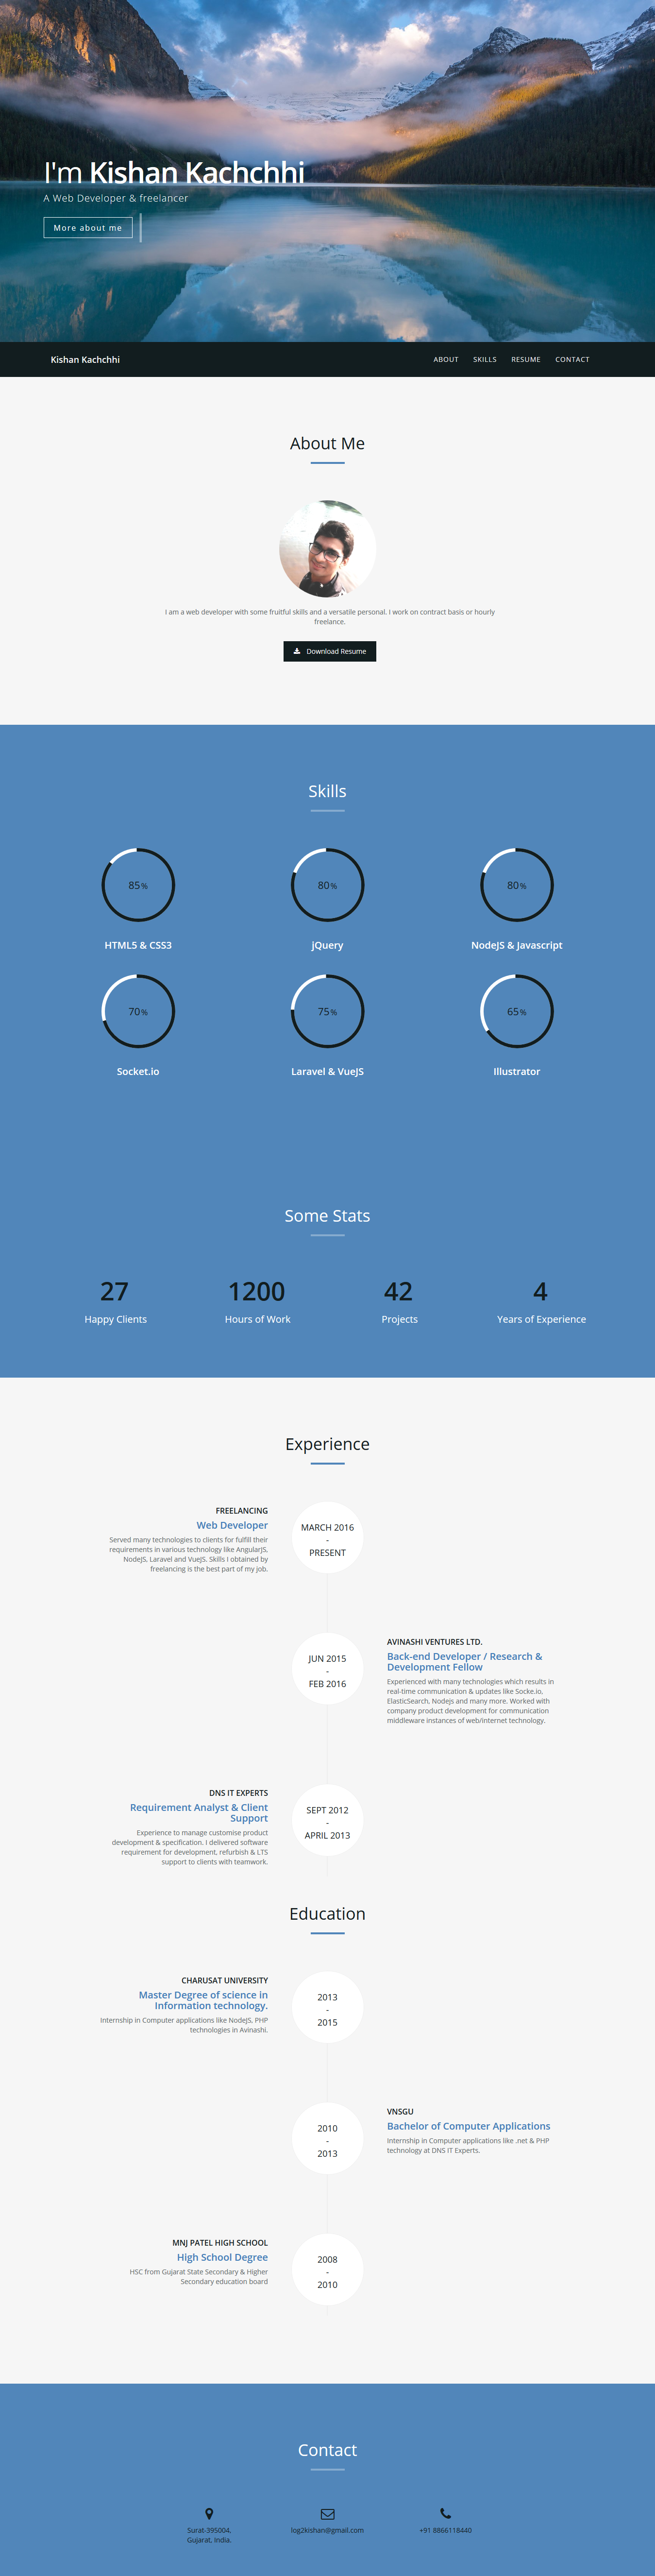 I'm Kishan Kachchhi
A Web Developer & freelancer
More about me
Kishan Kachchhi
ABOUT SKILLS RESUME CONTACT
About Me
I am a web developer with some fruitful skills and a versatile personal. I work on contract basis or hourly
freelance.
Download Resume
Skills
85% 80% 80%
HTML5 & CSS3 jQuery NodeJS & Javascript
70% 75% 65%
Socket.io Laravel & VueJS Illustrator
Some Stats
27 1200 42 4
Happy Clients Hours of Work Projects Years of Experience
Experience
FREELANCING
Web Developer
Served many technologies to clients for fulfill their
requirements in various technology like AngularJS,
NodeJS, Laravel and VueJS. Skills I obtained by
freelancing is the best part of my job.
MARCH 2016
-
PRESENT
JUN 2015
-
FEB 2016
AVINASHI VENTURES LTD.
Back-end Developer / Research &
Development Fellow
Experienced with many technologies which results in
real-time communication & updates like Socke.io,
ElasticSearch, Nodejs and many more. Worked with
company product development for communication
middleware instances of web/internet technology.
DNS IT EXPERTS
Requirement Analyst & Client
Support
Experience to manage customise product
development & specification. I delivered software
requirement for development, refurbish & LTS
support to clients with teamwork.
SEPT 2012
-
APRIL 2013
Education
CHARUSAT UNIVERSITY
Master Degree of science in
Information technology.
Internship in Computer applications like NodeJS, PHP
technologies in Avinashi.
2013
-
2015
2010
-
2013
VNSGU
Bachelor of Computer Applications
Internship in Computer applications like .net & PHP
technology at DNS IT Experts.
MNJ PATEL HIGH SCHOOL
High School Degree
HSC from Gujarat State Secondary & Higher
Secondary education board
2008
-
2010
Contact
Surat-395004, log2kishan@gmail.com +91 8866118440
Gujarat, India.